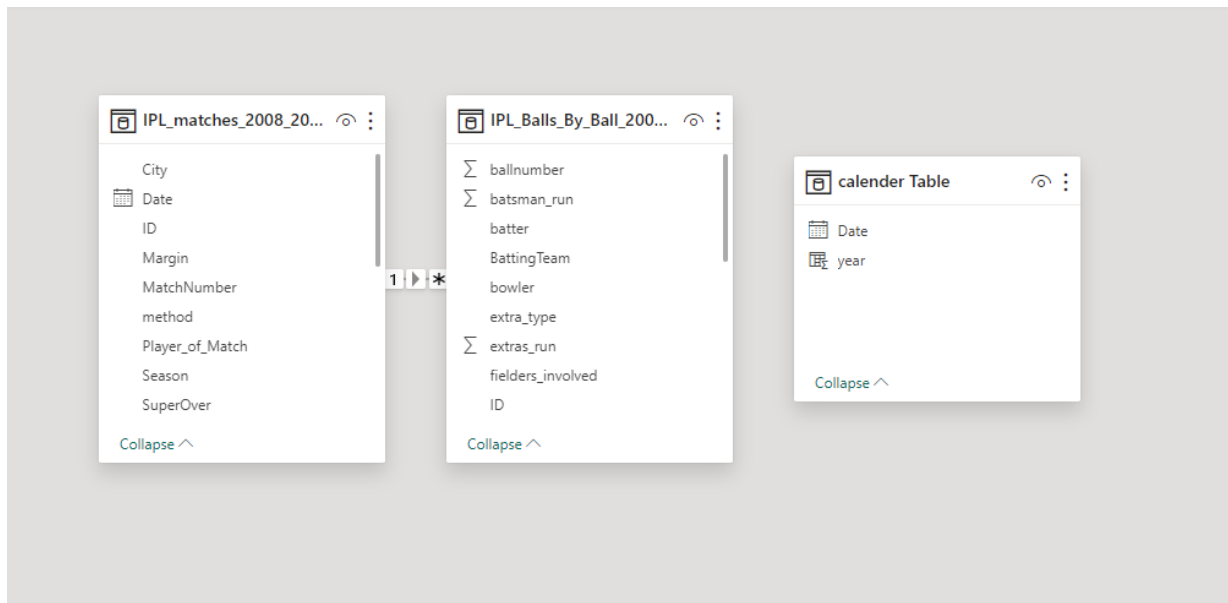 IPL_matches_2008_20...
City
Date
ID
Margin
MatchNumber
method
Player_of_Match
Season
SuperOver
Collapse
1
*
IPL_Balls_By_Ball_200...
ballnumber
batsman_run
batter
BattingTeam
bowler
extra_type
extras_run
fielders_involved
ID
Collapse
calender Table
Date
year
Collapse